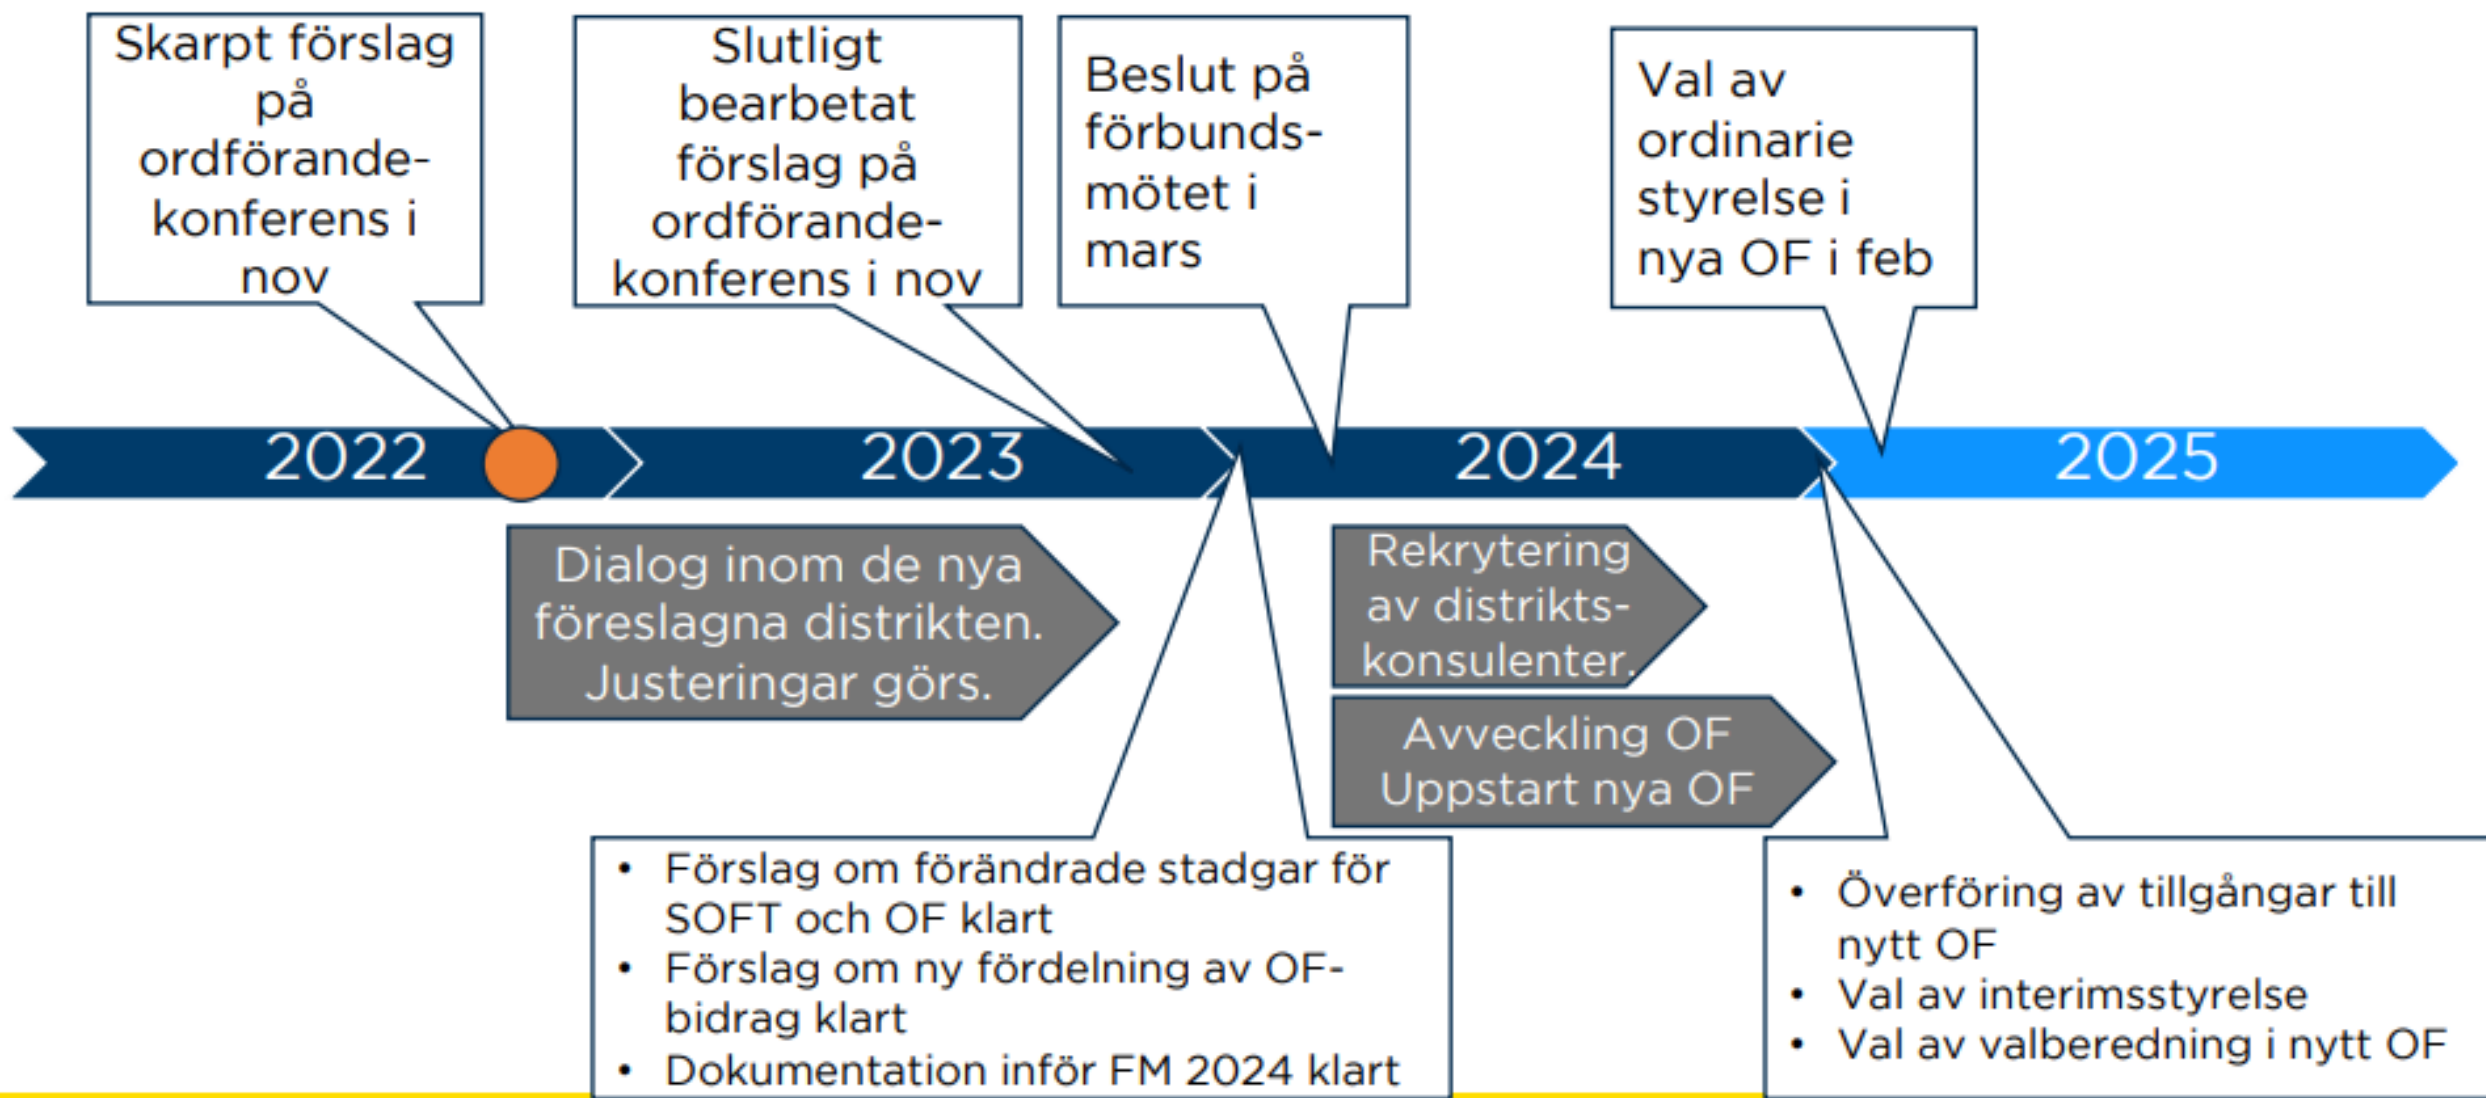 Skarpt förslag
på
ordförande-
konferens i
nov
Slutligt
bearbetat
förslag på
ordförande-
konferens i nov
Beslut på
förbunds-
mötet i
mars
Val av
ordinarie
styrelse i
nya OF i feb
2022
2023
2024
2025
Dialog inom de nya
föreslagna distrikten.
Justeringar görs.
Rekrytering
av distrikts-
konsulenter.
Avveckling OF
Uppstart nya OF
• Förslag om förändrade stadgar för
SOFT och OF klart
• Förslag om ny fördelning av OF-
bidrag klart
• Dokumentation inför FM 2024 klart
• Överföring av tillgångar till
nytt OF
• Val av interimsstyrelse
• Val av valberedning i nytt OF